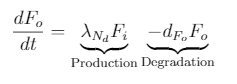 dF_o/dt = λ_{N_d} F_i −d_{F_o} F_o
Production Degradation